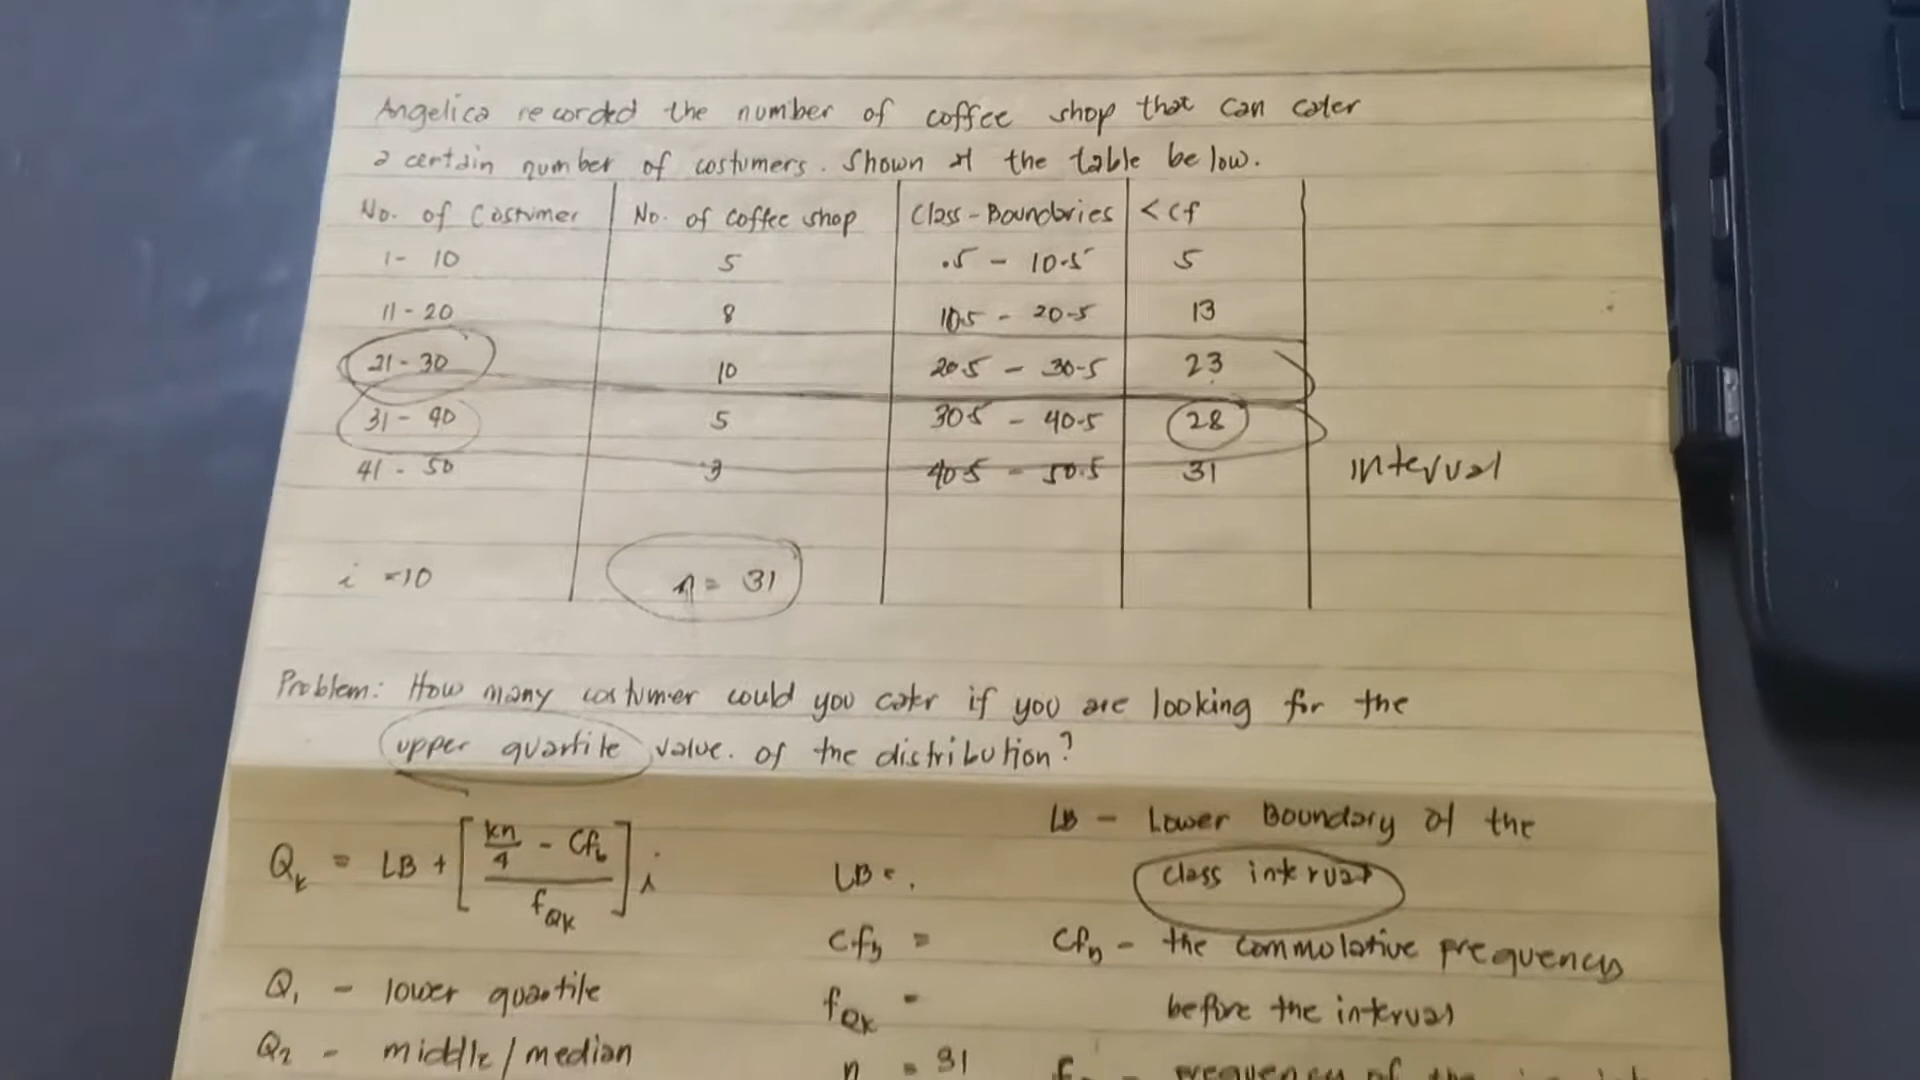 Angelica recorded the number of coffee shop that can cater
a certain number of costumers. Shown at the table below.
No. of Costumer No. of coffee shop Class-Boundaries <cf
1- 10 5 .5 - 10.5 5
11 - 20 8 10.5 - 20.5 13
21 - 30 10 20.5 - 30.5 23
31 - 40 5 30.5 - 40.5 28
41 - 50 3 40.5 - 50.5 31 interval
i =10 n = 31
Problem: How many costumer could you cater if you are looking for the
upper quartile value. of the distribution?
LB - Lower Boundary of the
Qk = LB + [kn/4 - Cfb / fQk] i LB = . class interval
Cfb = Cfb - the commolative frequency
Q1 - lower quartile fQk = before the interval
Q2 - middle/median n = 31 frequency of the